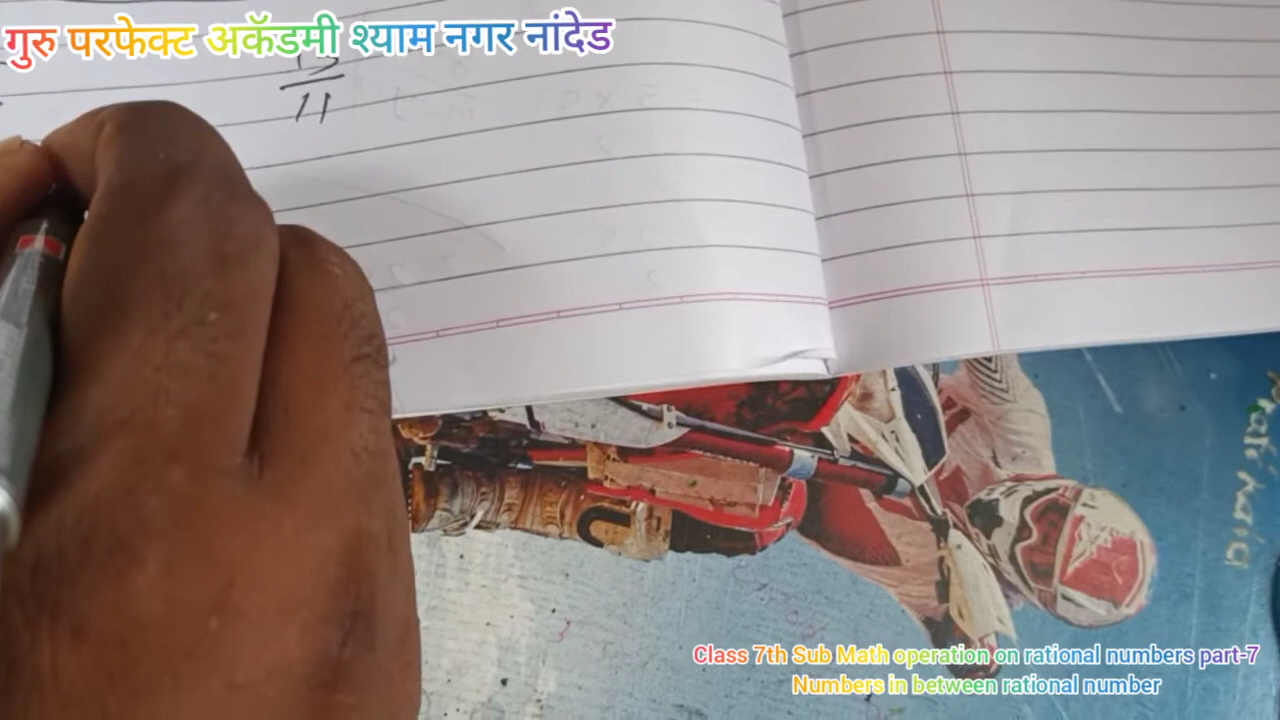 गुरु परफेक्ट अकॅडमी श्याम नगर नांदेड
11
Class 7th Sub Math operation on rational numbers part-7
Numbers in between rational number